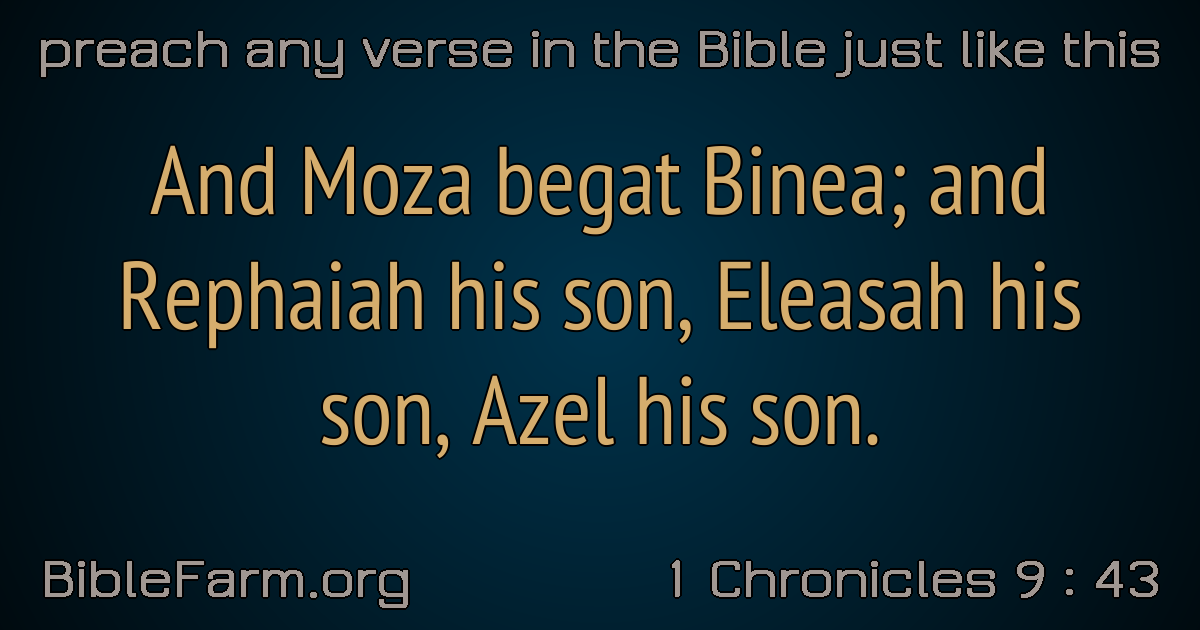 preach any verse in the Bible just like this
And Moza begat Binea; and
Rephaiah his son, Eleasah his
son, Azel his son.
BibleFarm.org
1 Chronicles 9 : 43